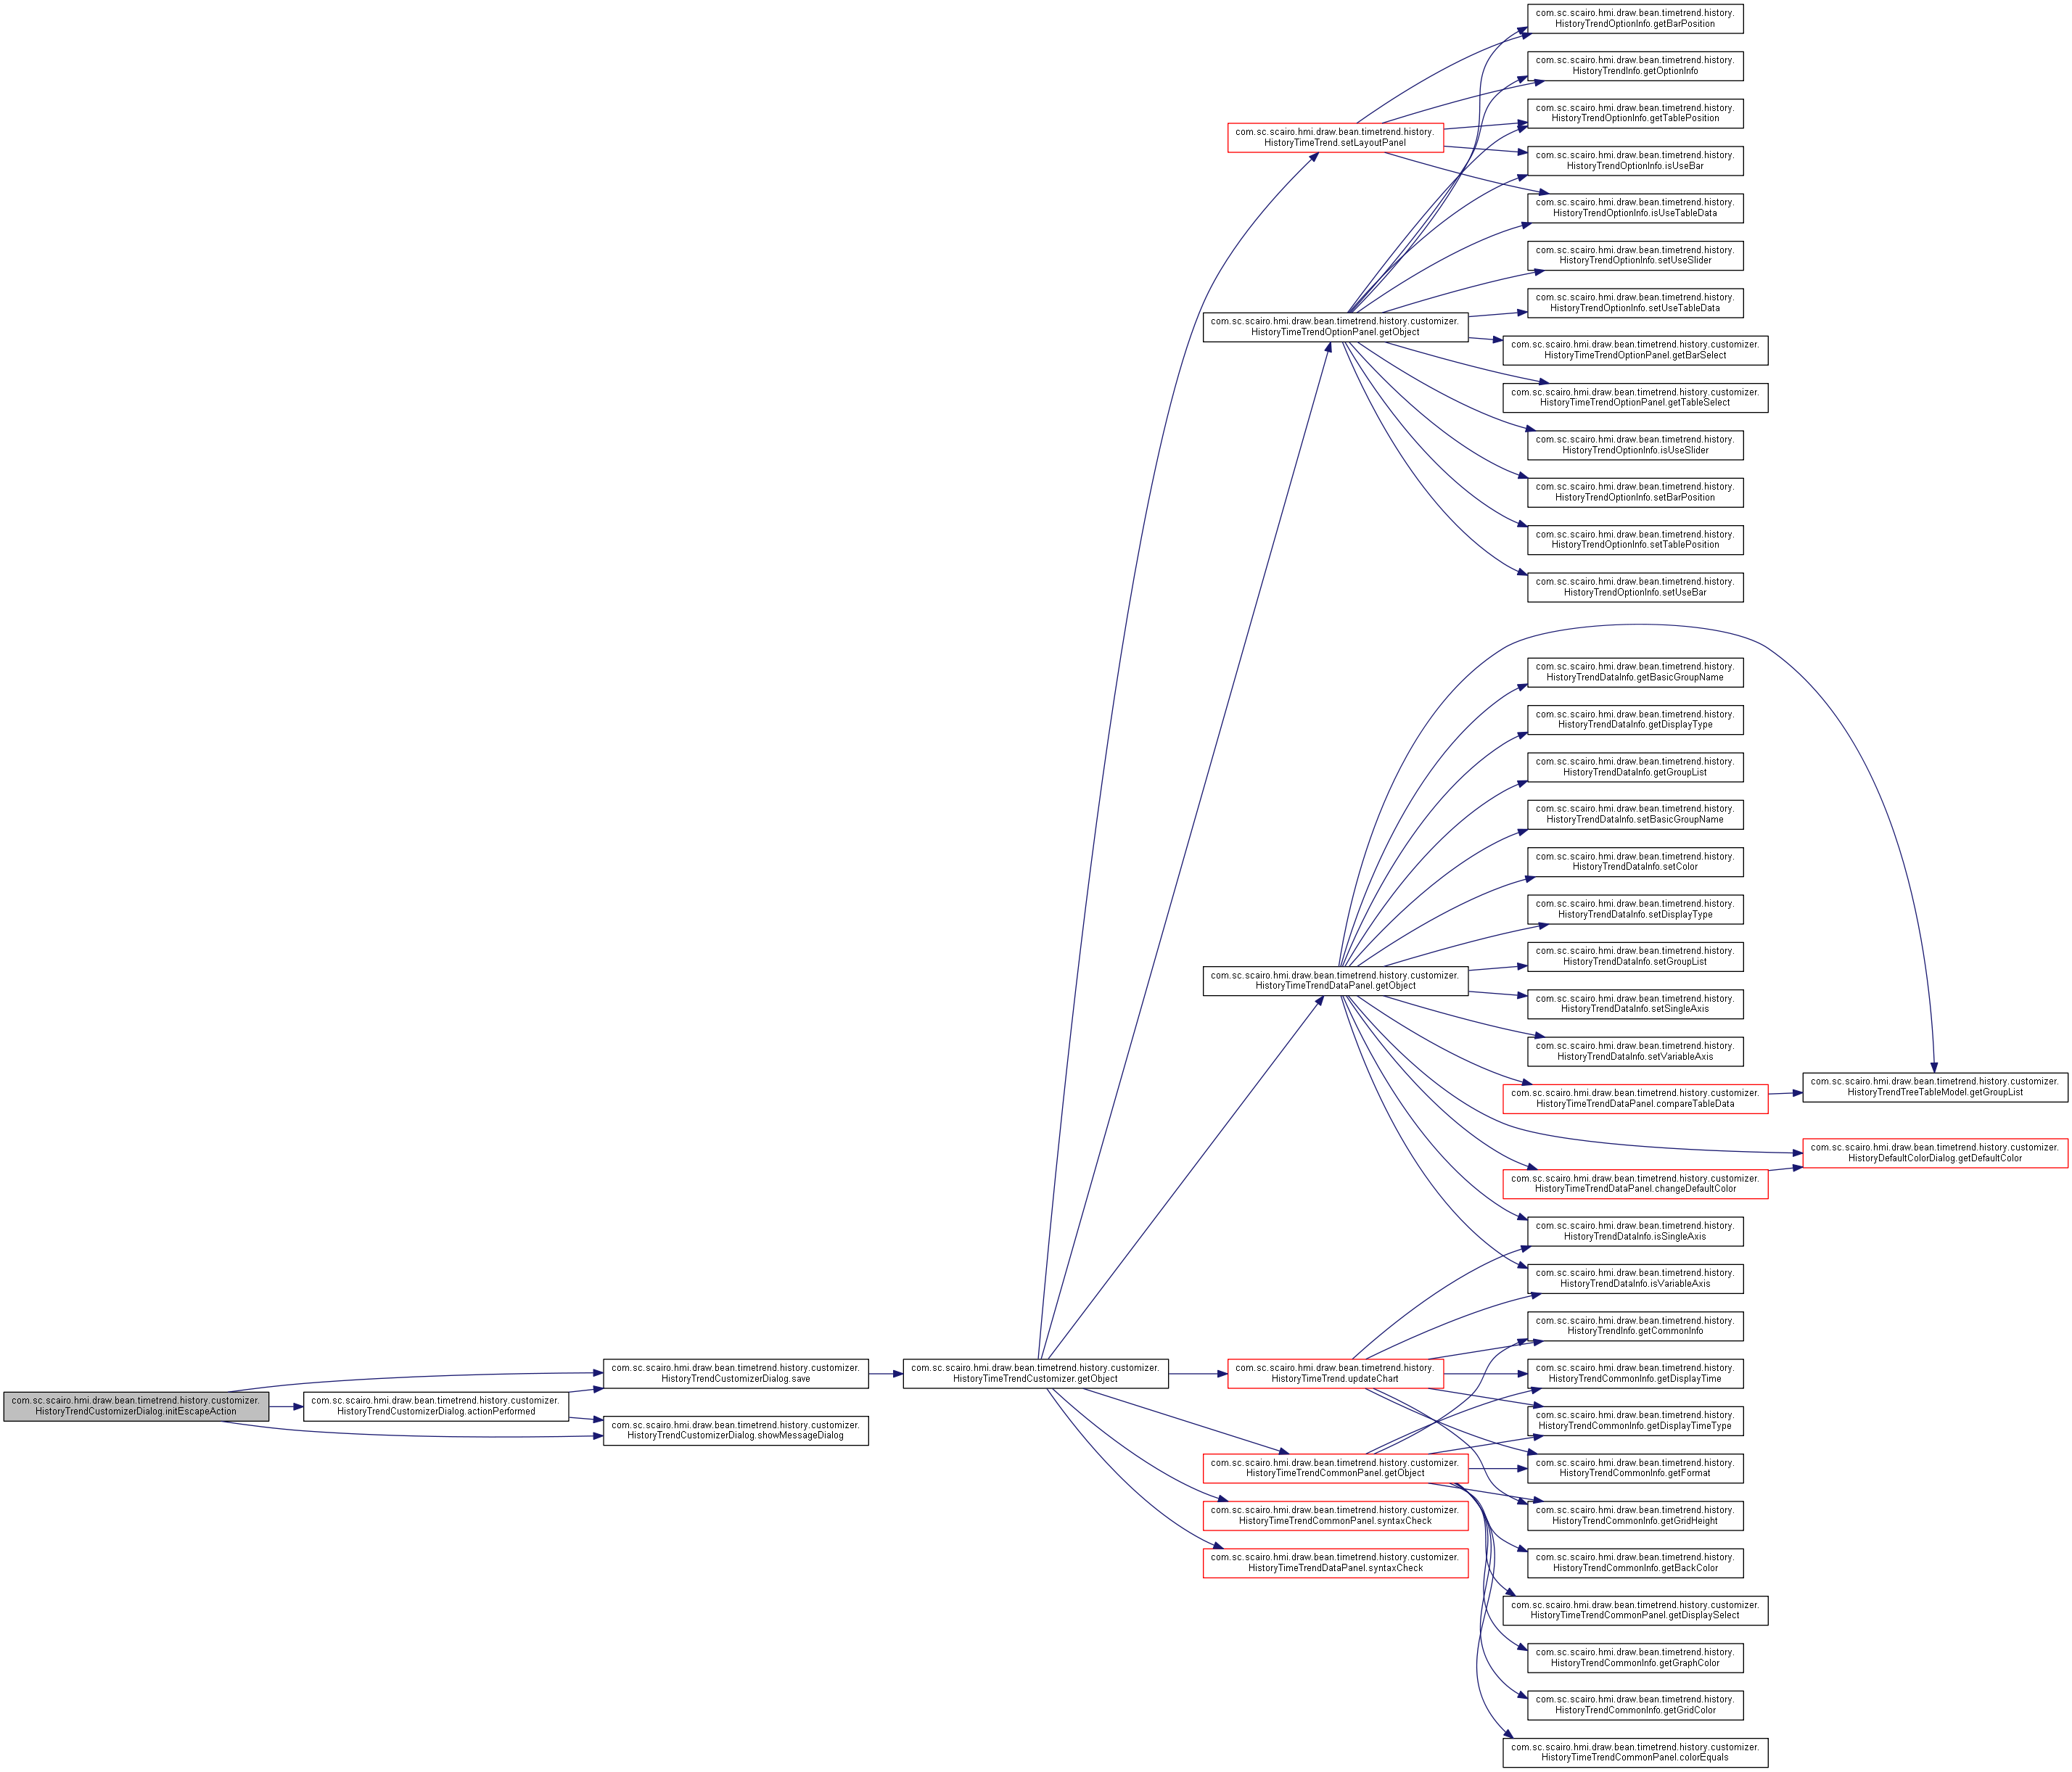 com.sc.scairo.hmi.draw.bean.timetrend.history.customizer.
HistoryTrendCustomizerDialog.initEscapeAction
com.sc.scairo.hmi.draw.bean.timetrend.history.customizer.
HistoryTrendCustomizerDialog.actionPerformed
com.sc.scairo.hmi.draw.bean.timetrend.history.customizer.
HistoryTrendCustomizerDialog.save
com.sc.scairo.hmi.draw.bean.timetrend.history.customizer.
HistoryTrendCustomizerDialog.showMessageDialog
com.sc.scairo.hmi.draw.bean.timetrend.history.customizer.
HistoryTimeTrendCustomizer.getObject
com.sc.scairo.hmi.draw.bean.timetrend.history.
HistoryTimeTrend.setLayoutPanel
com.sc.scairo.hmi.draw.bean.timetrend.history.customizer.
HistoryTimeTrendOptionPanel.getObject
com.sc.scairo.hmi.draw.bean.timetrend.history.customizer.
HistoryTimeTrendDataPanel.getObject
com.sc.scairo.hmi.draw.bean.timetrend.history.
HistoryTimeTrend.updateChart
com.sc.scairo.hmi.draw.bean.timetrend.history.customizer.
HistoryTimeTrendCommonPanel.getObject
com.sc.scairo.hmi.draw.bean.timetrend.history.customizer.
HistoryTimeTrendCommonPanel.syntaxCheck
com.sc.scairo.hmi.draw.bean.timetrend.history.customizer.
HistoryTimeTrendDataPanel.syntaxCheck
com.sc.scairo.hmi.draw.bean.timetrend.history.
HistoryTrendOptionInfo.getBarPosition
com.sc.scairo.hmi.draw.bean.timetrend.history.
HistoryTrendInfo.getOptionInfo
com.sc.scairo.hmi.draw.bean.timetrend.history.
HistoryTrendOptionInfo.getTablePosition
com.sc.scairo.hmi.draw.bean.timetrend.history.
HistoryTrendOptionInfo.isUseBar
com.sc.scairo.hmi.draw.bean.timetrend.history.
HistoryTrendOptionInfo.isUseTableData
com.sc.scairo.hmi.draw.bean.timetrend.history.
HistoryTrendOptionInfo.setUseSlider
com.sc.scairo.hmi.draw.bean.timetrend.history.
HistoryTrendOptionInfo.setUseTableData
com.sc.scairo.hmi.draw.bean.timetrend.history.customizer.
HistoryTimeTrendOptionPanel.getBarSelect
com.sc.scairo.hmi.draw.bean.timetrend.history.customizer.
HistoryTimeTrendOptionPanel.getTableSelect
com.sc.scairo.hmi.draw.bean.timetrend.history.
HistoryTrendOptionInfo.isUseSlider
com.sc.scairo.hmi.draw.bean.timetrend.history.
HistoryTrendOptionInfo.setBarPosition
com.sc.scairo.hmi.draw.bean.timetrend.history.
HistoryTrendOptionInfo.setTablePosition
com.sc.scairo.hmi.draw.bean.timetrend.history.
HistoryTrendOptionInfo.setUseBar
com.sc.scairo.hmi.draw.bean.timetrend.history.
HistoryTrendDataInfo.getBasicGroupName
com.sc.scairo.hmi.draw.bean.timetrend.history.
HistoryTrendDataInfo.getDisplayType
com.sc.scairo.hmi.draw.bean.timetrend.history.
HistoryTrendDataInfo.getGroupList
com.sc.scairo.hmi.draw.bean.timetrend.history.
HistoryTrendDataInfo.setBasicGroupName
com.sc.scairo.hmi.draw.bean.timetrend.history.
HistoryTrendDataInfo.setColor
com.sc.scairo.hmi.draw.bean.timetrend.history.
HistoryTrendDataInfo.setDisplayType
com.sc.scairo.hmi.draw.bean.timetrend.history.
HistoryTrendDataInfo.setGroupList
com.sc.scairo.hmi.draw.bean.timetrend.history.
HistoryTrendDataInfo.setSingleAxis
com.sc.scairo.hmi.draw.bean.timetrend.history.
HistoryTrendDataInfo.setVariableAxis
com.sc.scairo.hmi.draw.bean.timetrend.history.customizer.
HistoryTimeTrendDataPanel.compareTableData
com.sc.scairo.hmi.draw.bean.timetrend.history.customizer.
HistoryTimeTrendDataPanel.changeDefaultColor
com.sc.scairo.hmi.draw.bean.timetrend.history.
HistoryTrendDataInfo.isSingleAxis
com.sc.scairo.hmi.draw.bean.timetrend.history.
HistoryTrendDataInfo.isVariableAxis
com.sc.scairo.hmi.draw.bean.timetrend.history.
HistoryTrendInfo.getCommonInfo
com.sc.scairo.hmi.draw.bean.timetrend.history.
HistoryTrendCommonInfo.getDisplayTime
com.sc.scairo.hmi.draw.bean.timetrend.history.
HistoryTrendCommonInfo.getDisplayTimeType
com.sc.scairo.hmi.draw.bean.timetrend.history.
HistoryTrendCommonInfo.getFormat
com.sc.scairo.hmi.draw.bean.timetrend.history.
HistoryTrendCommonInfo.getGridHeight
com.sc.scairo.hmi.draw.bean.timetrend.history.
HistoryTrendCommonInfo.getBackColor
com.sc.scairo.hmi.draw.bean.timetrend.history.customizer.
HistoryTimeTrendCommonPanel.getDisplaySelect
com.sc.scairo.hmi.draw.bean.timetrend.history.
HistoryTrendCommonInfo.getGraphColor
com.sc.scairo.hmi.draw.bean.timetrend.history.
HistoryTrendCommonInfo.getGridColor
com.sc.scairo.hmi.draw.bean.timetrend.history.customizer.
HistoryTimeTrendCommonPanel.colorEquals
com.sc.scairo.hmi.draw.bean.timetrend.history.customizer.
HistoryTrendTreeTableModel.getGroupList
com.sc.scairo.hmi.draw.bean.timetrend.history.customizer.
HistoryDefaultColorDialog.getDefaultColor